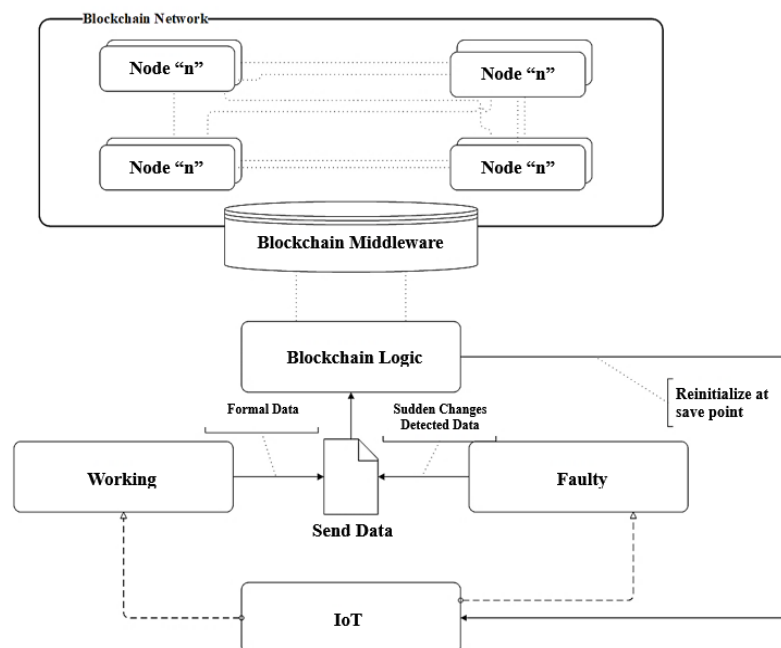 Blockchain Network
Node “n”
Node “n”
Node “n”
Node “n”
Blockchain Middleware
Blockchain Logic
Reinitialize at
save point
Formal Data
Sudden Changes
Detected Data
Working
Faulty
Send Data
IoT